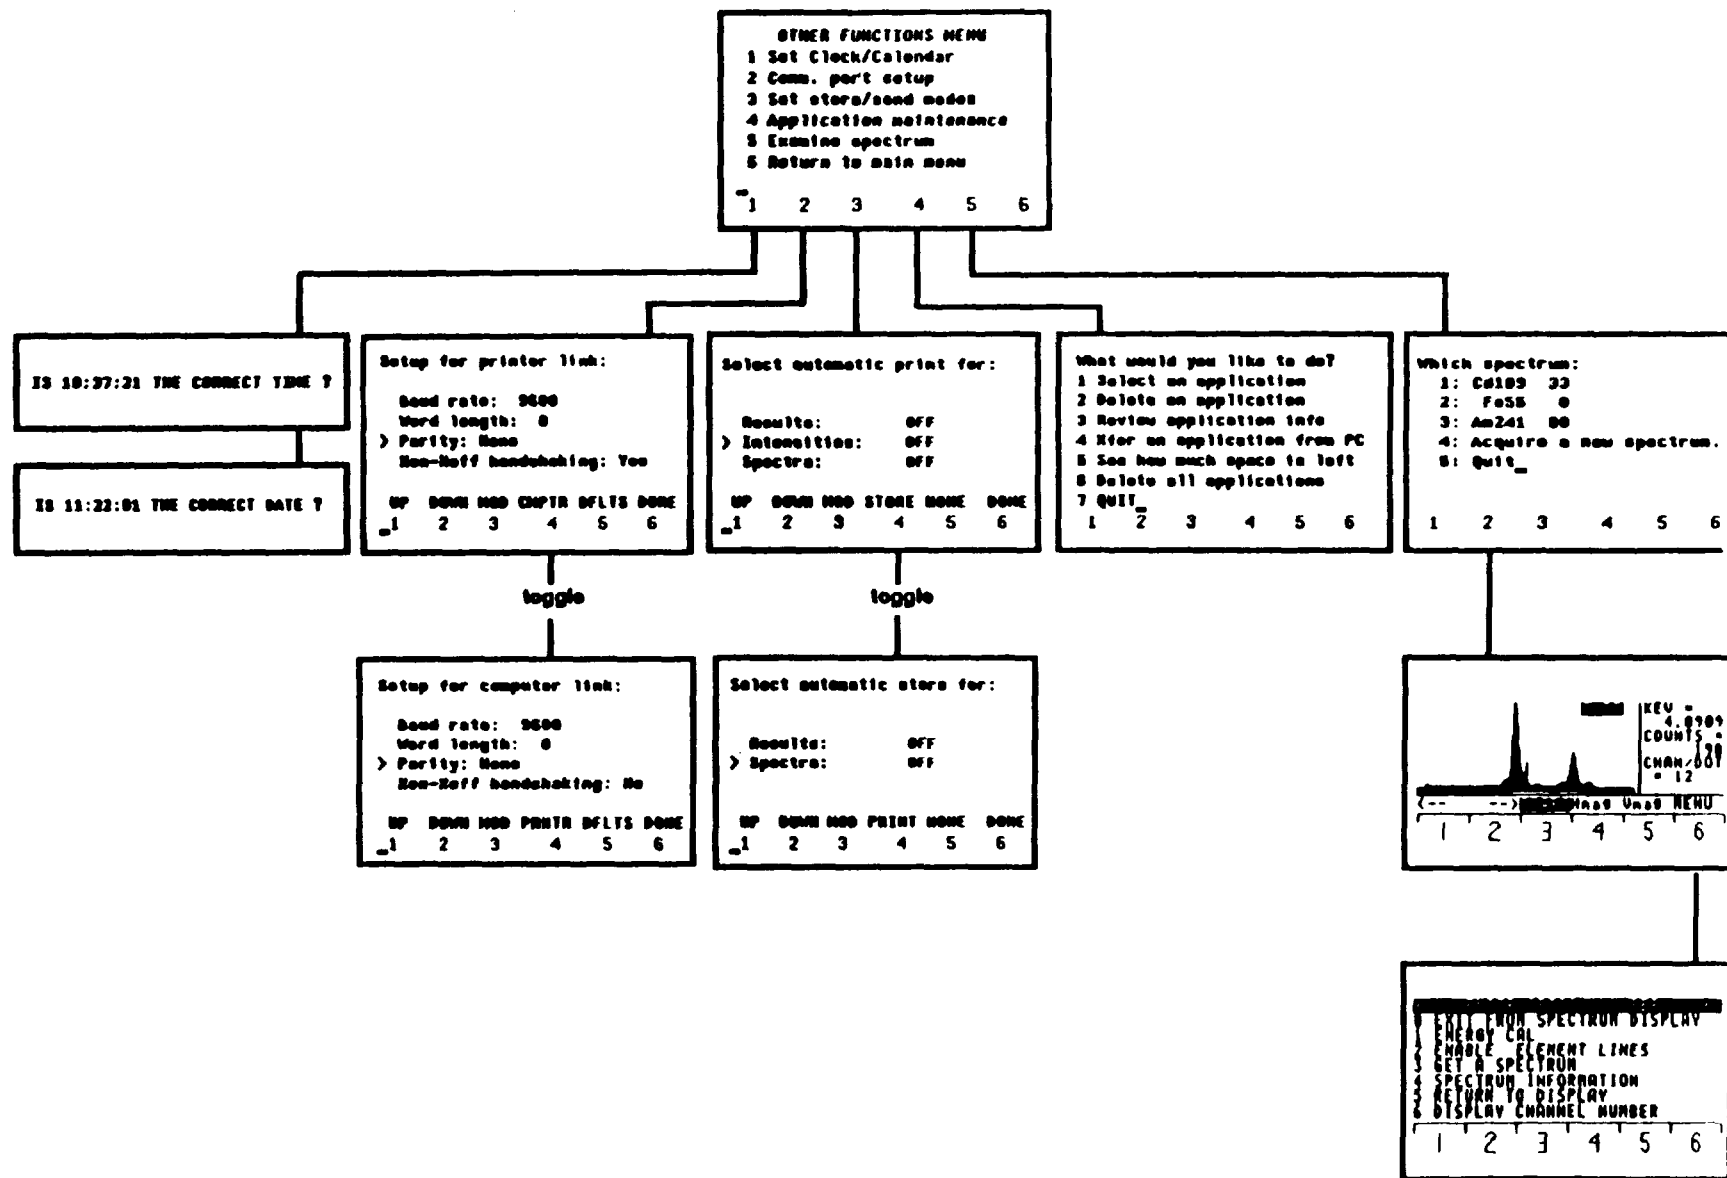 OTHER FUNCTIONS MENU
1 Set Clock/Calendar
2 Comm. port setup
3 Set store/send modes
4 Application maintenance
5 Examine spectrum
6 Return to main menu
1 2 3 4 5 6
IS 10:37:21 THE CORRECT TIME ?
IS 11:22:01 THE CORRECT DATE ?
Setup for printer link:
Baud rate: 9600
Word length: 8
> Parity: None
Xon-Xoff handshaking: Yes
UP DOWN MOD CMPTR DFLTS DONE
1 2 3 4 5 6
toggle
Setup for computer link:
Baud rate: 9600
Word length: 8
> Parity: None
Xon-Xoff handshaking: No
UP DOWN MOD PRNTR DFLTS DONE
1 2 3 4 5 6
Select automatic print for:
Results: OFF
> Intensities: OFF
Spectra: OFF
UP DOWN MOD STORE NONE DONE
1 2 3 4 5 6
toggle
Select automatic store for:
Results: OFF
> Spectra: OFF
UP DOWN MOD PRINT NONE DONE
1 2 3 4 5 6
What would you like to do?
1 Select an application
2 Delete an application
3 Review application info
4 Xfer an application from PC
5 See how much space is left
6 Delete all applications
7 QUIT
1 2 3 4 5 6
Which spectrum:
1: Cd109 33
2: Fe55 0
3: Am241
4: Acquire a new spectrum.
5: Quit
1 2 3 4 5 6
KEV =
4.0909
COUNTS =
190
CHAN/DOT
= 12
<-- --> Vmag MENU
1 2 3 4 5 6
0 EXIT FROM SPECTRUM DISPLAY
1 ENERGY CAL
2 ENABLE ELEMENT LINES
3 GET A SPECTRUM
4 SPECTRUM INFORMATION
5 RETURN TO DISPLAY
6 DISPLAY CHANNEL NUMBER
1 2 3 4 5 6